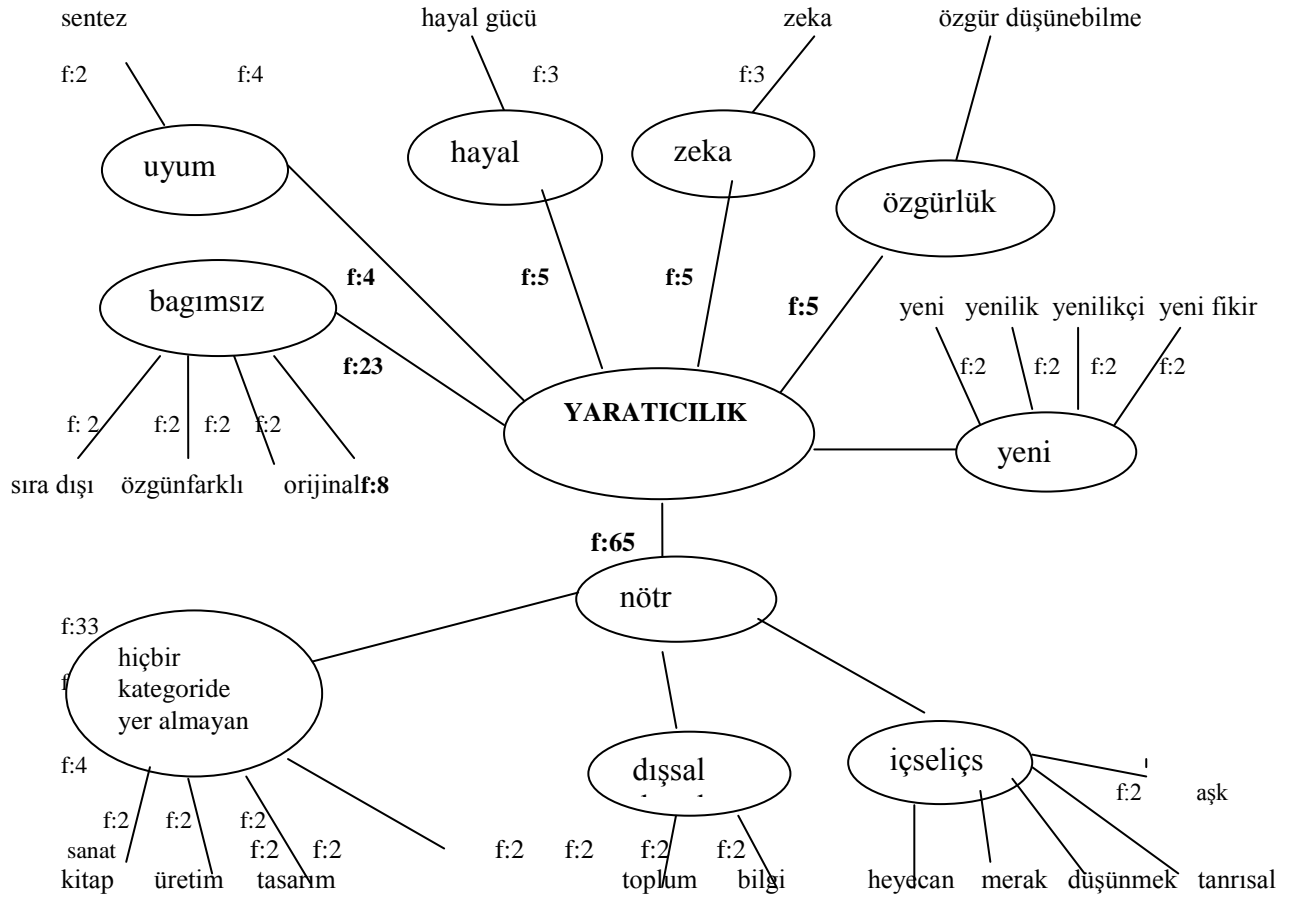 sentez hayal gücü zeka özgür düşünebilme
f:2 f:4 f:3 f:3
uyum hayal zeka
özgürlük
f:4 f:5 f:5
bagımsız f:5 yeni yenilik yenilikçi yeni fikir
f:23 f:2 f:2 f:2 f:2
YARATICILIK
f: 2 f:2 f:2 f:2
yeni
sıra dışı özgünfarklı orijinalf:8
f:65
nötr
f:33
hiçbir
kategoride
yer almayan
f:4 dışsal içseliçs
f:2 aşk
f:2 f:2 f:2
sanat f:2 f:2 f:2 f:2 f:2 f:2
kitap üretim tasarım toplum bilgi heyecan merak düşünmek tanrısal